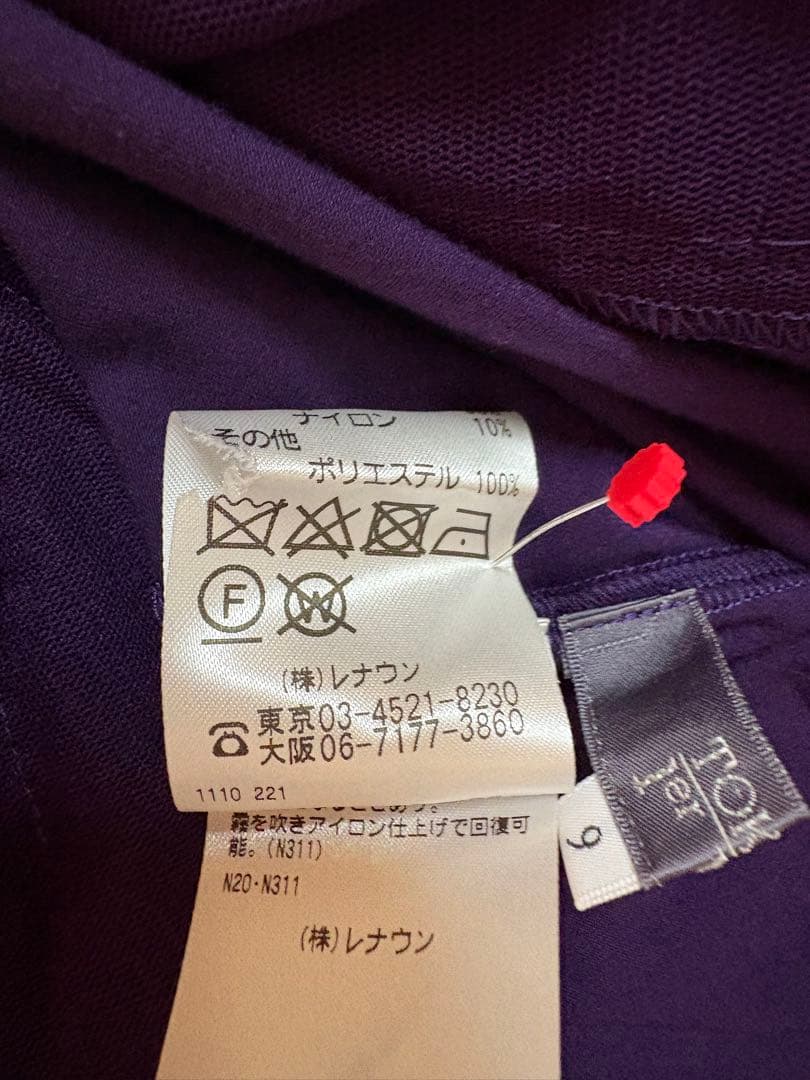 ナイロン 10%
その他
ポリエステル 100%
F W
(株)レナウン
東京03-4521-8230
大阪06-7177-3860
1110 221
霧を吹きアイロン仕上げで回復可
能。(N311)
N20・N311
(株)レナウン
9